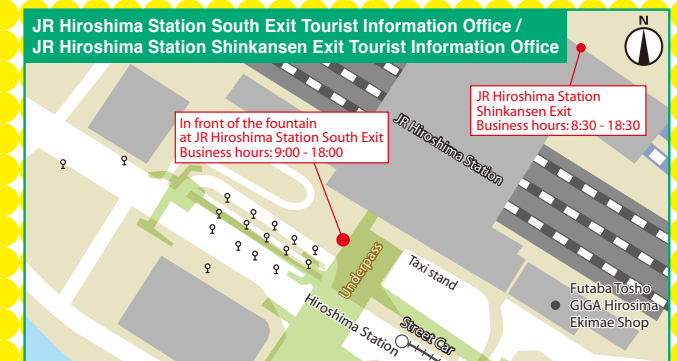 JR Hiroshima Station South Exit Tourist Information Office /
JR Hiroshima Station Shinkansen Exit Tourist Information Office
N
JR Hiroshima Station
Shinkansen Exit
Business hours: 8:30 - 18:30
In front of the fountain
at JR Hiroshima Station South Exit
Business hours: 9:00 - 18:00
JR Hiroshima Station
Underpass
Taxi stand
Hiroshima Station
Street Car
Futaba Tosho
GIGA Hirosima
Ekimae Shop